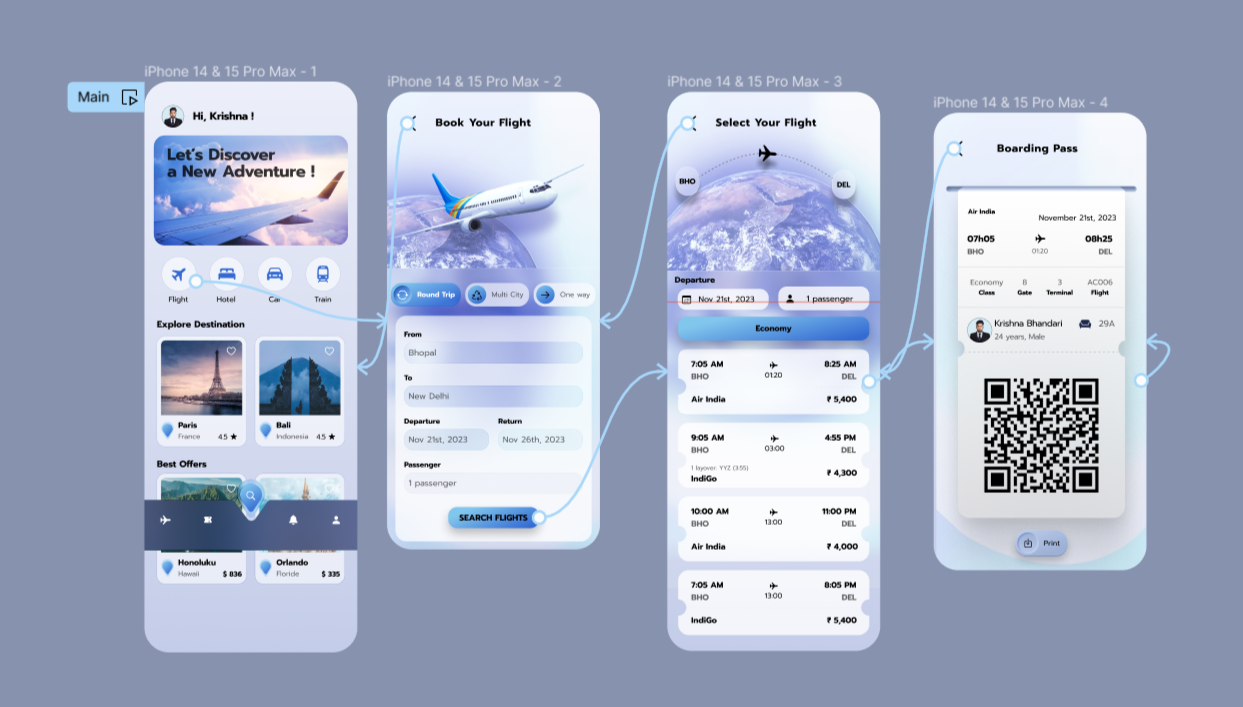 iPhone 14 & 15 Pro Max - 1
Main
Hi, Krishna !
Let's Discover
a New Adventure !
Flight
Hotel
Car
Train
Explore Destination
Paris
France
4.5 ★
Bali
Indonesia
4.5 ★
Best Offers
Honoluku
Hawaii
$ 836
Orlando
Floride
$ 335
iPhone 14 & 15 Pro Max - 2
Book Your Flight
Round Trip
Multi City
One way
From
Bhopal
To
New Delhi
Departure
Return
Nov 21st, 2023
Nov 26th, 2023
Passenger
1 passenger
SEARCH FLIGHTS
iPhone 14 & 15 Pro Max - 3
Select Your Flight
BHO
DEL
Departure
Nov 21st, 2023
1 passenger
Economy
7:05 AM
8:25 AM
BHO
01:20
DEL
Air India
₹ 5,400
9:05 AM
4:55 PM
BHO
03:00
DEL
1 layover: YYZ (3:55)
IndiGo
₹ 4,300
10:00 AM
11:00 PM
BHO
13:00
DEL
Air India
₹ 4,000
7:05 AM
8:05 PM
BHO
13:00
DEL
IndiGo
₹ 5,400
iPhone 14 & 15 Pro Max - 4
Boarding Pass
Air India
November 21st, 2023
07h05
08h25
BHO
01:20
DEL
Economy
8
3
AC006
Class
Gate
Terminal
Flight
Krishna Bhandari
29A
24 years, Male
Print